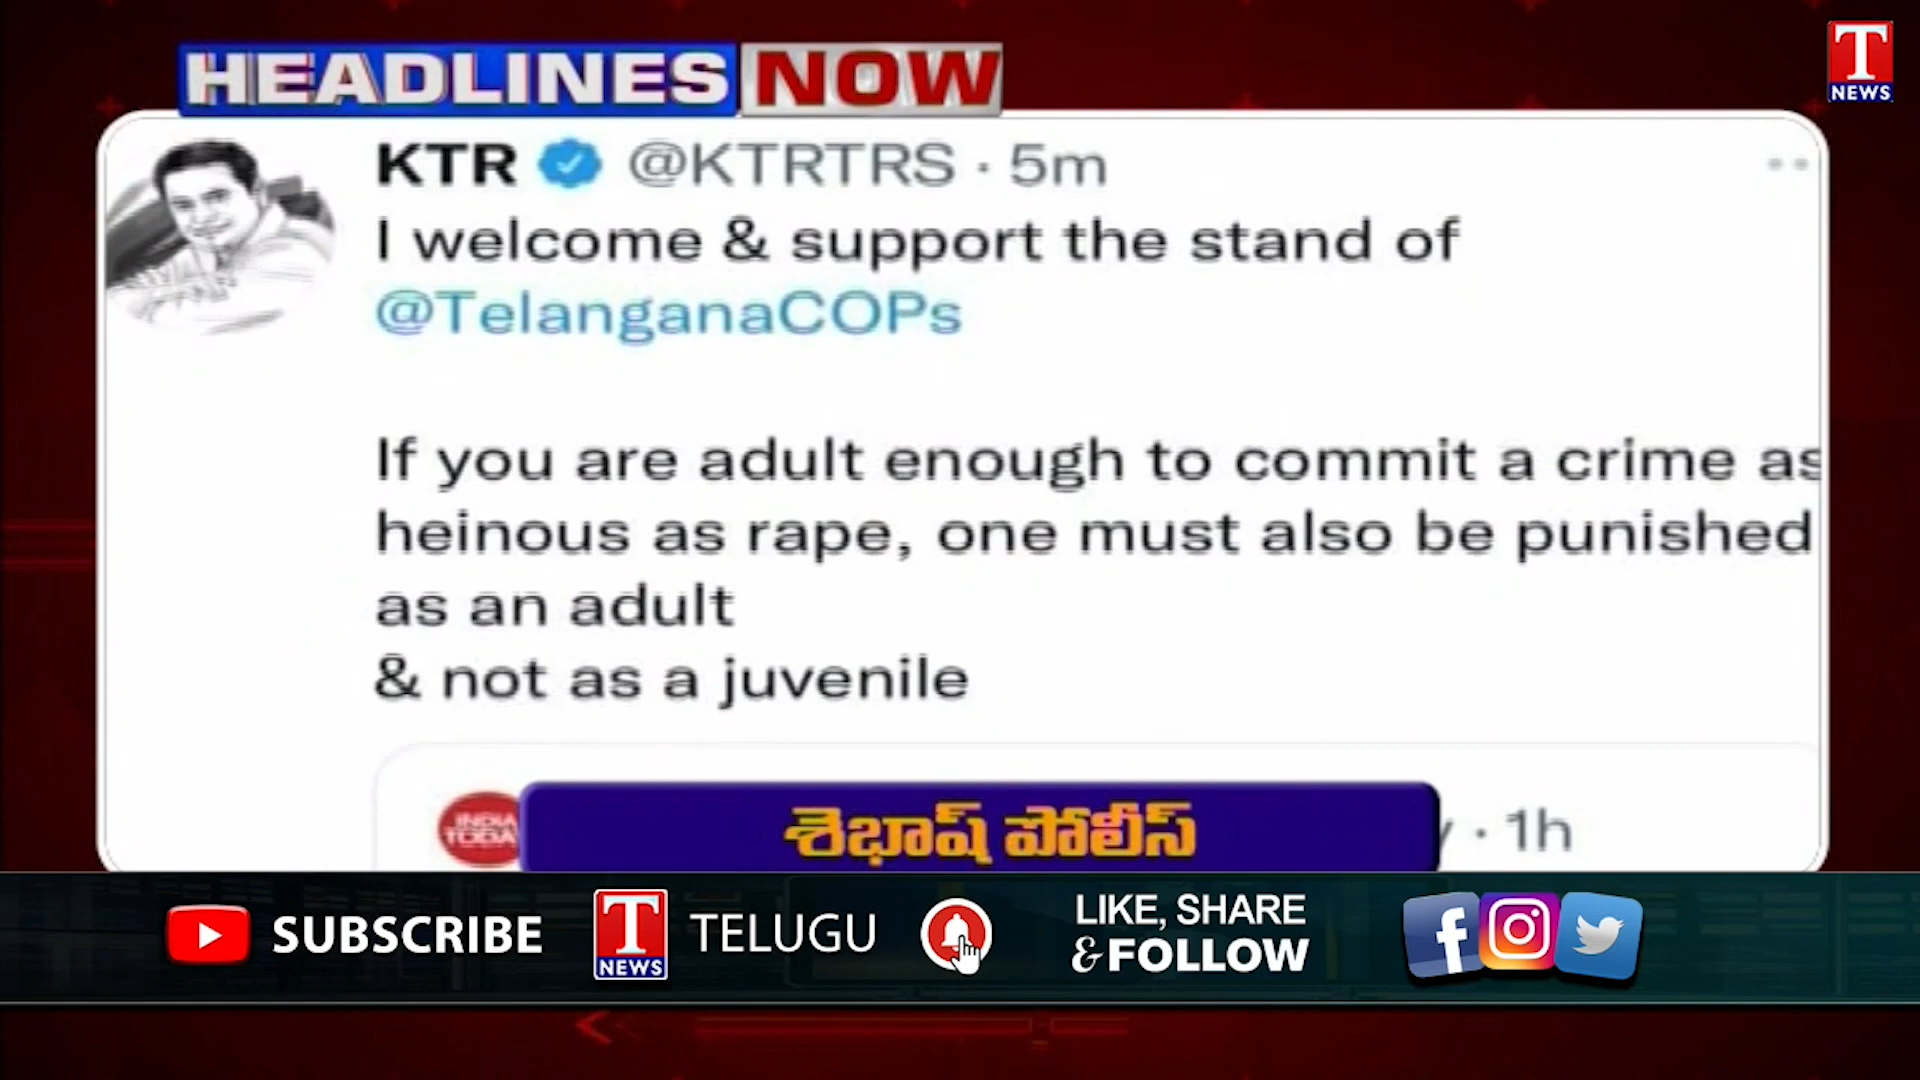 HEADLINES NOW
T
NEWS
KTR @KTRTRS · 5m
I welcome & support the stand of
@TelanganaCOPs
If you are adult enough to commit a crime as
heinous as rape, one must also be punished
as an adult
& not as a juvenile
INDIA
TODAY
శెభాష్ పోలీస్
· 1h
SUBSCRIBE
T
NEWS
TELUGU
LIKE, SHARE
& FOLLOW